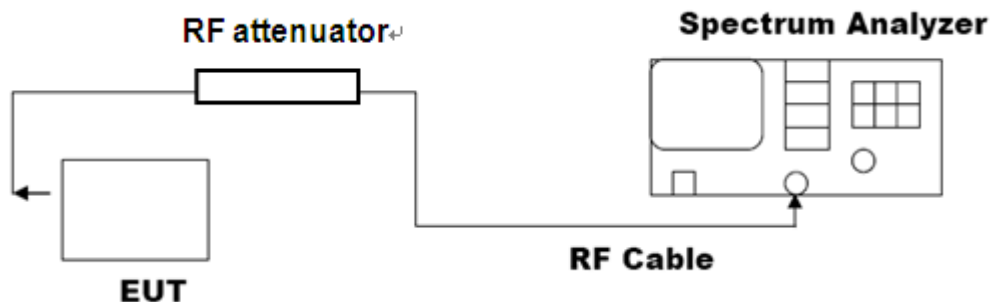 RF attenuator↵
Spectrum Analyzer
RF Cable
EUT